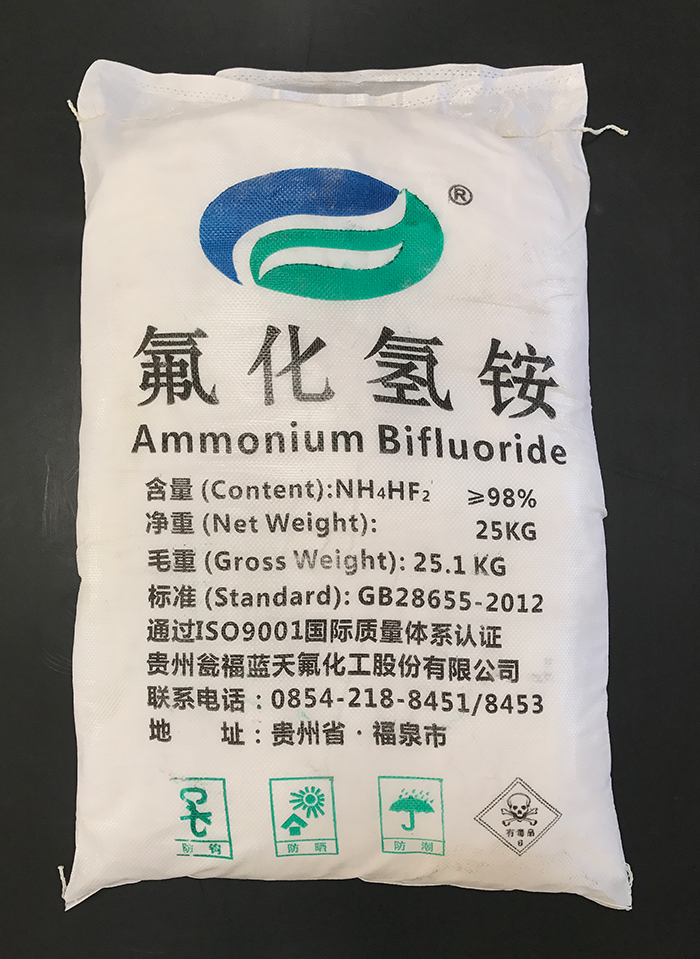 ®
氟化氢铵
Ammonium Bifluoride
含量 (Content):NH₄HF₂ ≥98%
净重 (Net Weight): 25KG
毛重 (Gross Weight): 25.1 KG
标准 (Standard): GB28655-2012
通过ISO9001国际质量体系认证
贵州瓮福蓝天氟化工股份有限公司
联系电话：0854-218-8451/8453
地 址：贵州省·福泉市
防钩 防晒 防潮 有毒品